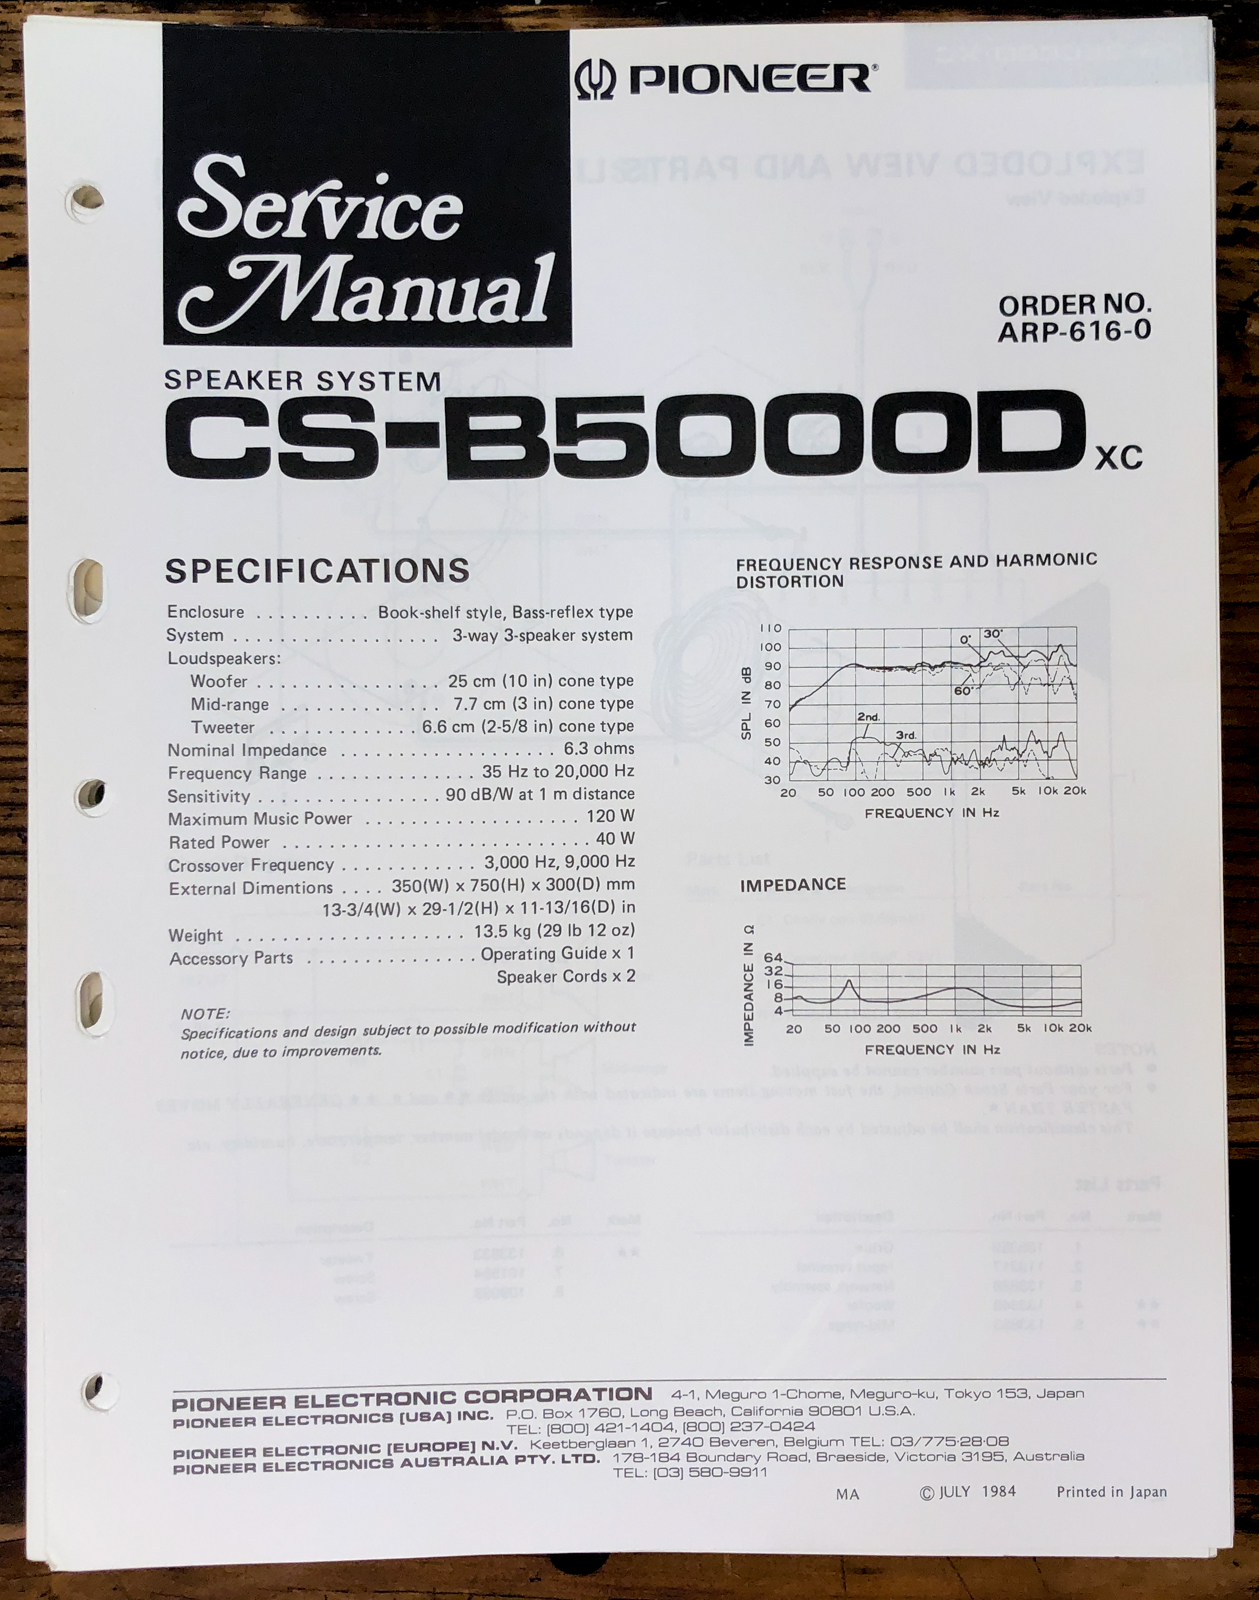 PIONEER®
Service
Manual
ORDER NO.
ARP-616-0
SPEAKER SYSTEM
CS-B5000D XC
SPECIFICATIONS
Enclosure .......... Book-shelf style, Bass-reflex type
System .................. 3-way 3-speaker system
Loudspeakers:
Woofer ................ 25 cm (10 in) cone type
Mid-range .............. 7.7 cm (3 in) cone type
Tweeter ............. 6.6 cm (2-5/8 in) cone type
Nominal Impedance .................... 6.3 ohms
Frequency Range .............. 35 Hz to 20,000 Hz
Sensitivity ................ 90 dB/W at 1 m distance
Maximum Music Power ................... 120 W
Rated Power ............................ 40 W
Crossover Frequency ............ 3,000 Hz, 9,000 Hz
External Dimentions .... 350(W) x 750(H) x 300(D) mm
13-3/4(W) x 29-1/2(H) x 11-13/16(D) in
Weight .................... 13.5 kg (29 lb 12 oz)
Accessory Parts ............... Operating Guide x 1
Speaker Cords x 2
NOTE:
Specifications and design subject to possible modification without
notice, due to improvements.
FREQUENCY RESPONSE AND HARMONIC
DISTORTION
SPL IN dB
110
100
90
80
70
60
50
40
30
0°
30°
60°
2nd.
3rd.
20 50 100 200 500 1k 2k 5k 10k 20k
FREQUENCY IN Hz
IMPEDANCE
IMPEDANCE IN Ω
64
32
16
8
4
20 50 100 200 500 1k 2k 5k 10k 20k
FREQUENCY IN Hz
PIONEER ELECTRONIC CORPORATION 4-1, Meguro 1-Chome, Meguro-ku, Tokyo 153, Japan
PIONEER ELECTRONICS [USA] INC. P.O. Box 1760, Long Beach, California 90801 U.S.A.
TEL: [800] 421-1404, [800] 237-0424
PIONEER ELECTRONIC [EUROPE] N.V. Keetberglaan 1, 2740 Beveren, Belgium TEL: 03/775·28·08
PIONEER ELECTRONICS AUSTRALIA PTY. LTD. 178-184 Boundary Road, Braeside, Victoria 3195, Australia
TEL: [03] 580-9911
MA © JULY 1984 Printed in Japan